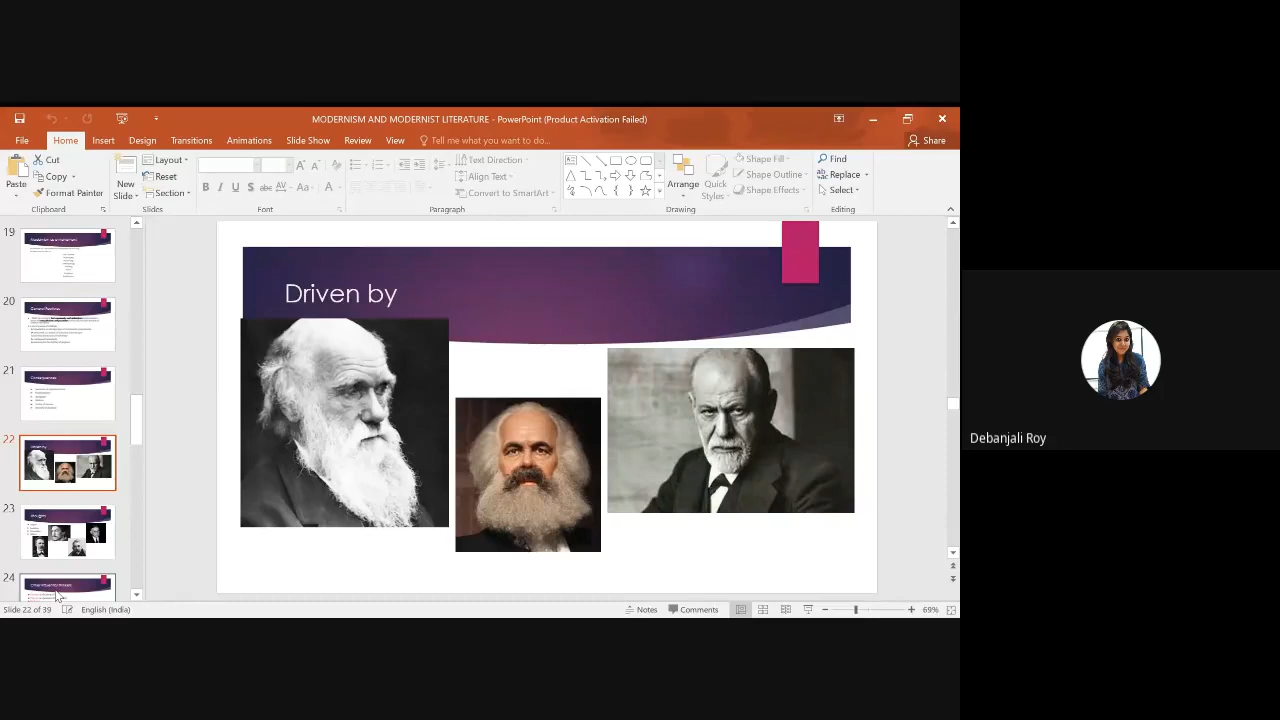 MODERNISM AND MODERNIST LITERATURE - PowerPoint (Product Activation Failed)
File Home Insert Design Transitions Animations Slide Show Review View Tell me what you want to do... Share
Paste Cut Copy Format Painter Clipboard
New Slide Layout Reset Section Slides
B I U S abc AV Aa A Font
Text Direction Align Text Convert to SmartArt Paragraph
Arrange Quick Styles Shape Fill Shape Outline Shape Effects Drawing
Find Replace Select Editing
19
20
21
22
23
24
Driven by
Debanjali Roy
Slide 22 of 39 English (India) Notes Comments 69%